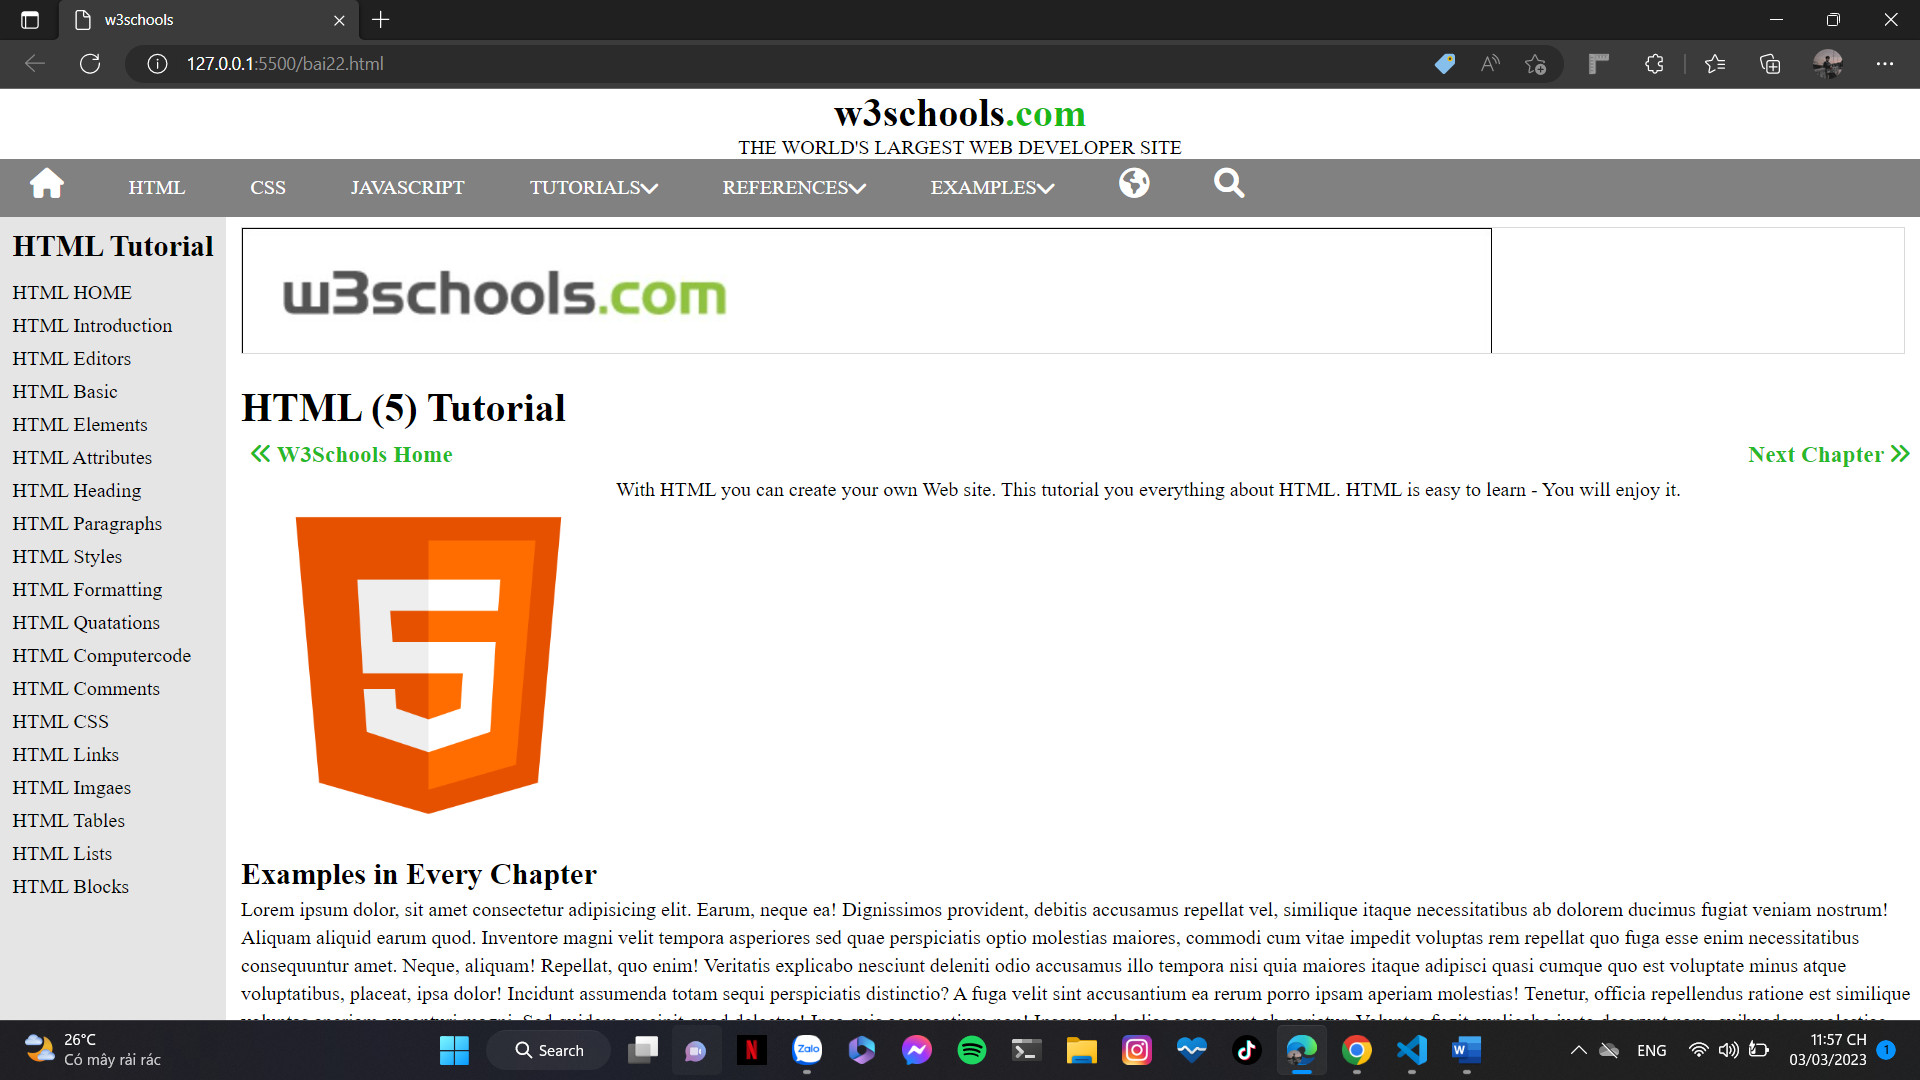 w3schools
127.0.0.1:5500/bai22.html
w3schools.com
THE WORLD'S LARGEST WEB DEVELOPER SITE
HTML CSS JAVASCRIPT TUTORIALS REFERENCES EXAMPLES
HTML Tutorial
HTML HOME
HTML Introduction
HTML Editors
HTML Basic
HTML Elements
HTML Attributes
HTML Heading
HTML Paragraphs
HTML Styles
HTML Formatting
HTML Quatations
HTML Computercode
HTML Comments
HTML CSS
HTML Links
HTML Imgaes
HTML Tables
HTML Lists
HTML Blocks
w3schools.com
HTML (5) Tutorial
W3Schools Home
Next Chapter
With HTML you can create your own Web site. This tutorial you everything about HTML. HTML is easy to learn - You will enjoy it.
5
Examples in Every Chapter
Lorem ipsum dolor, sit amet consectetur adipisicing elit. Earum, neque ea! Dignissimos provident, debitis accusamus repellat vel, similique itaque necessitatibus ab dolorem ducimus fugiat veniam nostrum!
Aliquam aliquid earum quod. Inventore magni velit tempora asperiores sed quae perspiciatis optio molestias maiores, commodi cum vitae impedit voluptas rem repellat quo fuga esse enim necessitatibus
consequuntur amet. Neque, aliquam! Repellat, quo enim! Veritatis explicabo nesciunt deleniti odio accusamus illo tempora nisi quia maiores itaque adipisci quasi cumque quo est voluptate minus atque
voluptatibus, placeat, ipsa dolor! Incidunt assumenda totam sequi perspiciatis distinctio? A fuga velit sint accusantium ea rerum porro ipsam aperiam molestias! Tenetur, officia repellendus ratione est similique
26°C
Có mây rải rác
Search
Zalo
ENG
11:57 CH
03/03/2023
1